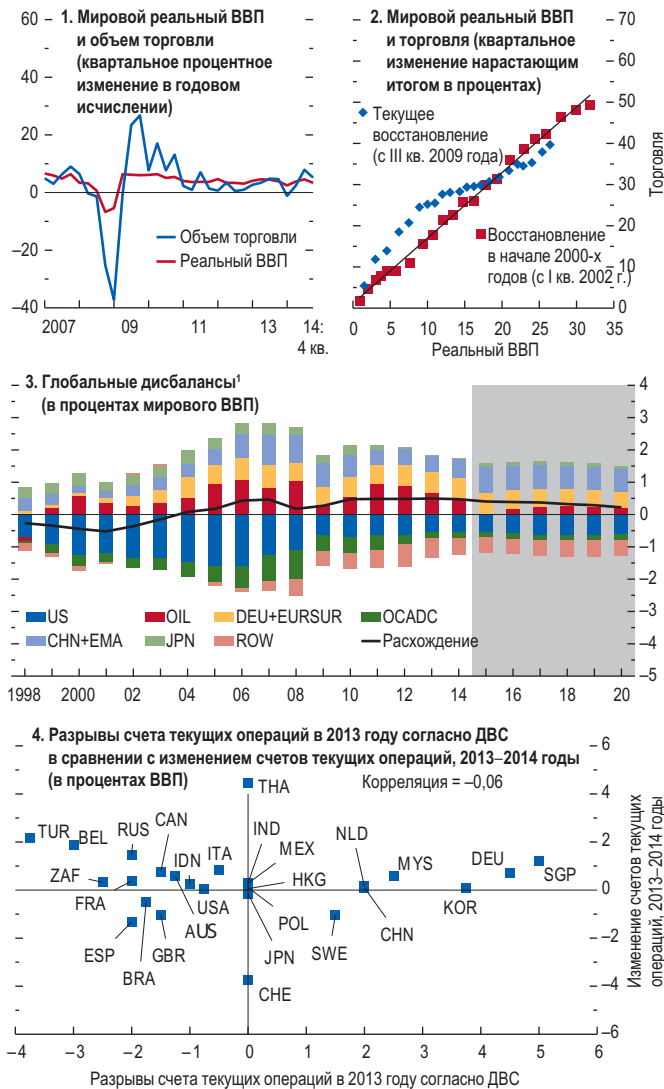 1. Мировой реальный ВВП
и объем торговли
(квартальное процентное
изменение в годовом
исчислении)
60
40
20
0
–20
–40
Объем торговли
Реальный ВВП
2007 09 11 13 14:
4 кв.
2. Мировой реальный ВВП
и торговля (квартальное
изменение нарастающим
итогом в процентах)
Текущее
восстановление
(с III кв. 2009 года)
Восстановление
в начале 2000-х
годов (с I кв. 2002 г.)
70
60
50
40
30
20
10
0
Торговля
0 5 10 15 20 25 30 35
Реальный ВВП
3. Глобальные дисбалансы¹
(в процентах мирового ВВП)
4
3
2
1
0
–1
–2
–3
–4
–5
US OIL DEU+EURSUR OCADC
CHN+EMA JPN ROW Расхождение
1998 2000 02 04 06 08 10 12 14 16 18 20
4. Разрывы счета текущих операций в 2013 году согласно ДВС
в сравнении с изменением счетов текущих операций, 2013–2014 годы
(в процентах ВВП)
Корреляция = –0,06
THA
TUR
BEL
RUS
CAN
IND
NLD
MEX
ITA
IDN
ZAF
HKG
MYS
DEU
SGP
FRA
USA
AUS
POL
KOR
CHN
ESP
GBR
JPN
SWE
BRA
CHE
6
4
2
0
–2
–4
–6
Изменение счетов текущих
операций, 2013–2014 годы
–4 –3 –2 –1 0 1 2 3 4 5 6
Разрывы счета текущих операций в 2013 году согласно ДВС